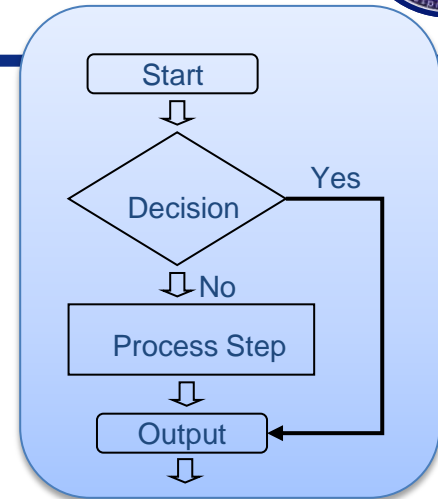 Start
Decision
Yes
No
Process Step
Output